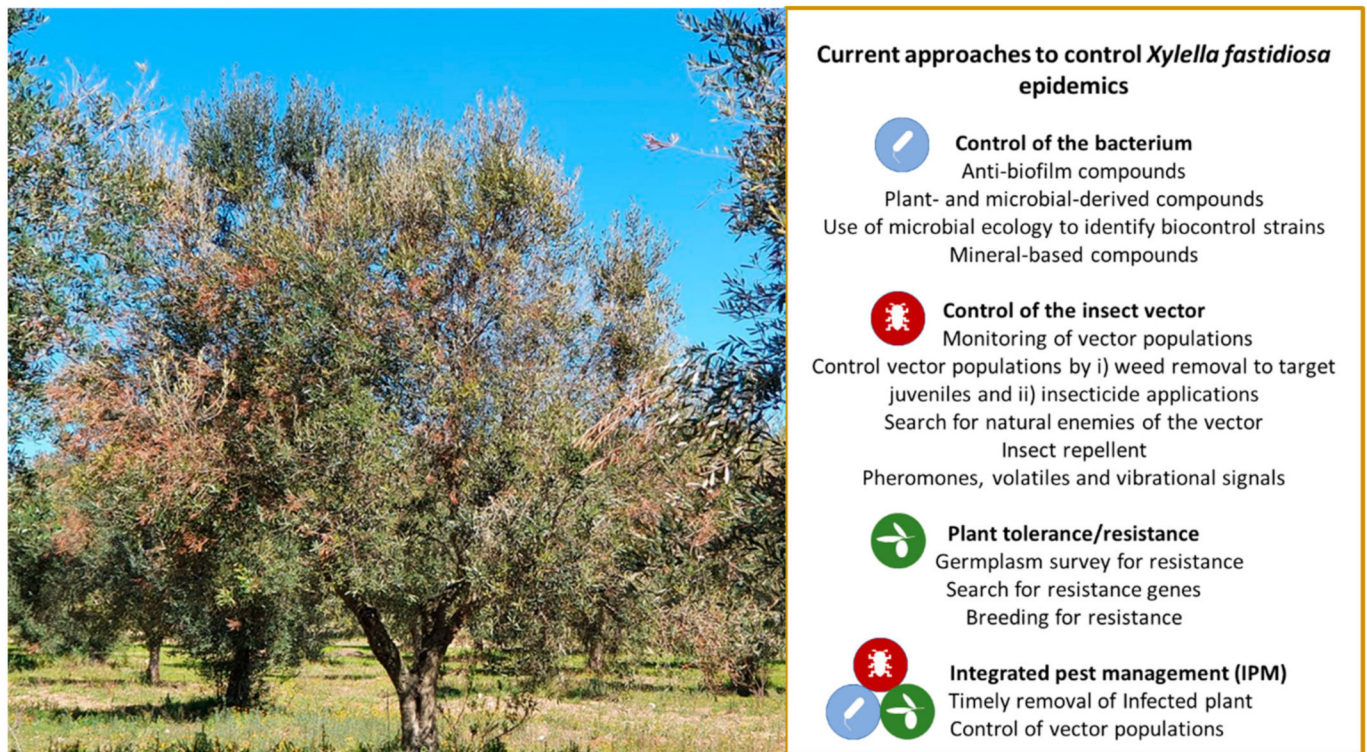 Current approaches to control Xylella fastidiosa
epidemics
Control of the bacterium
Anti-biofilm compounds
Plant- and microbial-derived compounds
Use of microbial ecology to identify biocontrol strains
Mineral-based compounds
Control of the insect vector
Monitoring of vector populations
Control vector populations by i) weed removal to target
juveniles and ii) insecticide applications
Search for natural enemies of the vector
Insect repellent
Pheromones, volatiles and vibrational signals
Plant tolerance/resistance
Germplasm survey for resistance
Search for resistance genes
Breeding for resistance
Integrated pest management (IPM)
Timely removal of Infected plant
Control of vector populations